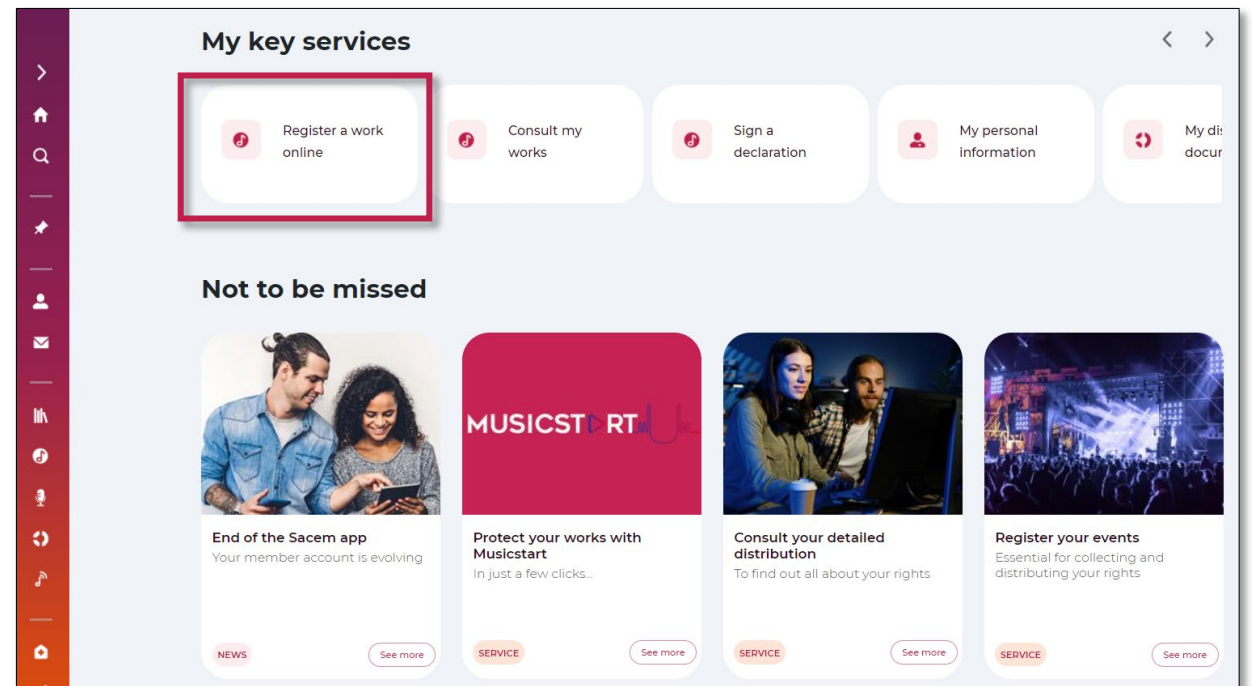 My key services
Register a work
online
Consult my
works
Sign a
declaration
My personal
information
My
Not to be missed
MUSICSTART
End of the Sacem app
Your member account is evolving
NEWS
See more
Protect your works with
Musicstart
In just a few clicks...
SERVICE
See more
Consult your detailed
distribution
To find out all about your rights
SERVICE
See more
Register your events
Essential for collecting and
distributing your rights
SERVICE
See more